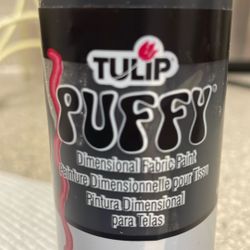 TULIP
PUFFY
Dimensional Fabric Paint
Peinture Dimensionnelle pour Tissu
Pintura Dimensional
para Telas